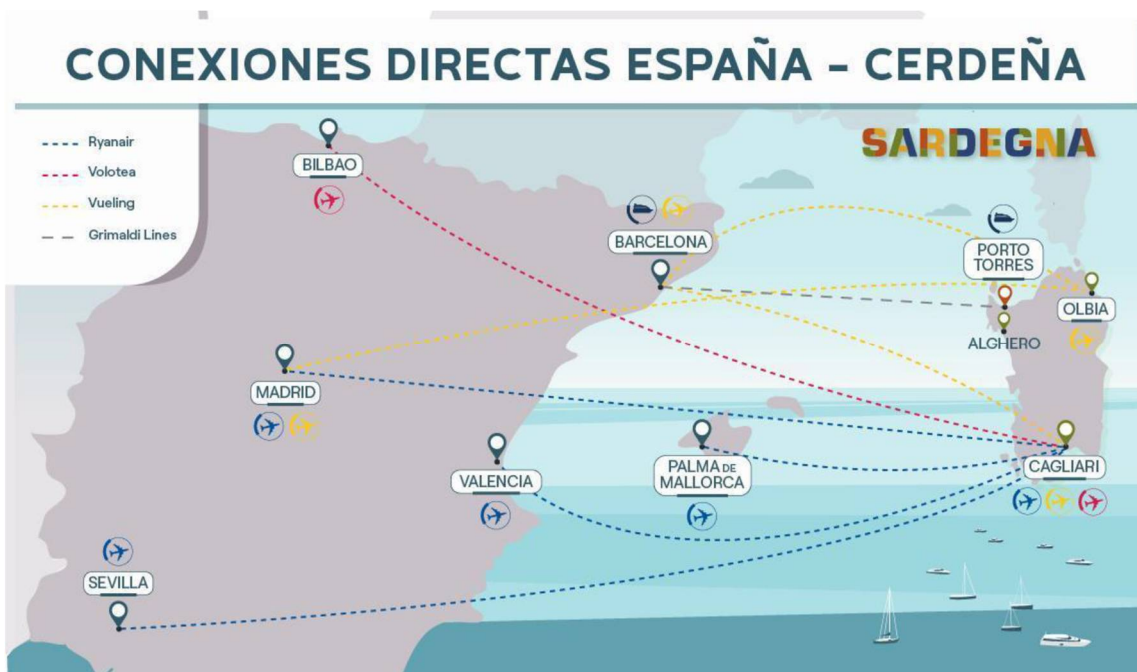 CONEXIONES DIRECTAS ESPAÑA - CERDEÑA
Ryanair
Volotea
Vueling
Grimaldi Lines
SARDEGNA
BILBAO
BARCELONA
PORTO
TORRES
OLBIA
ALGHERO
MADRID
VALENCIA
PALMA DE
MALLORCA
CAGLIARI
SEVILLA